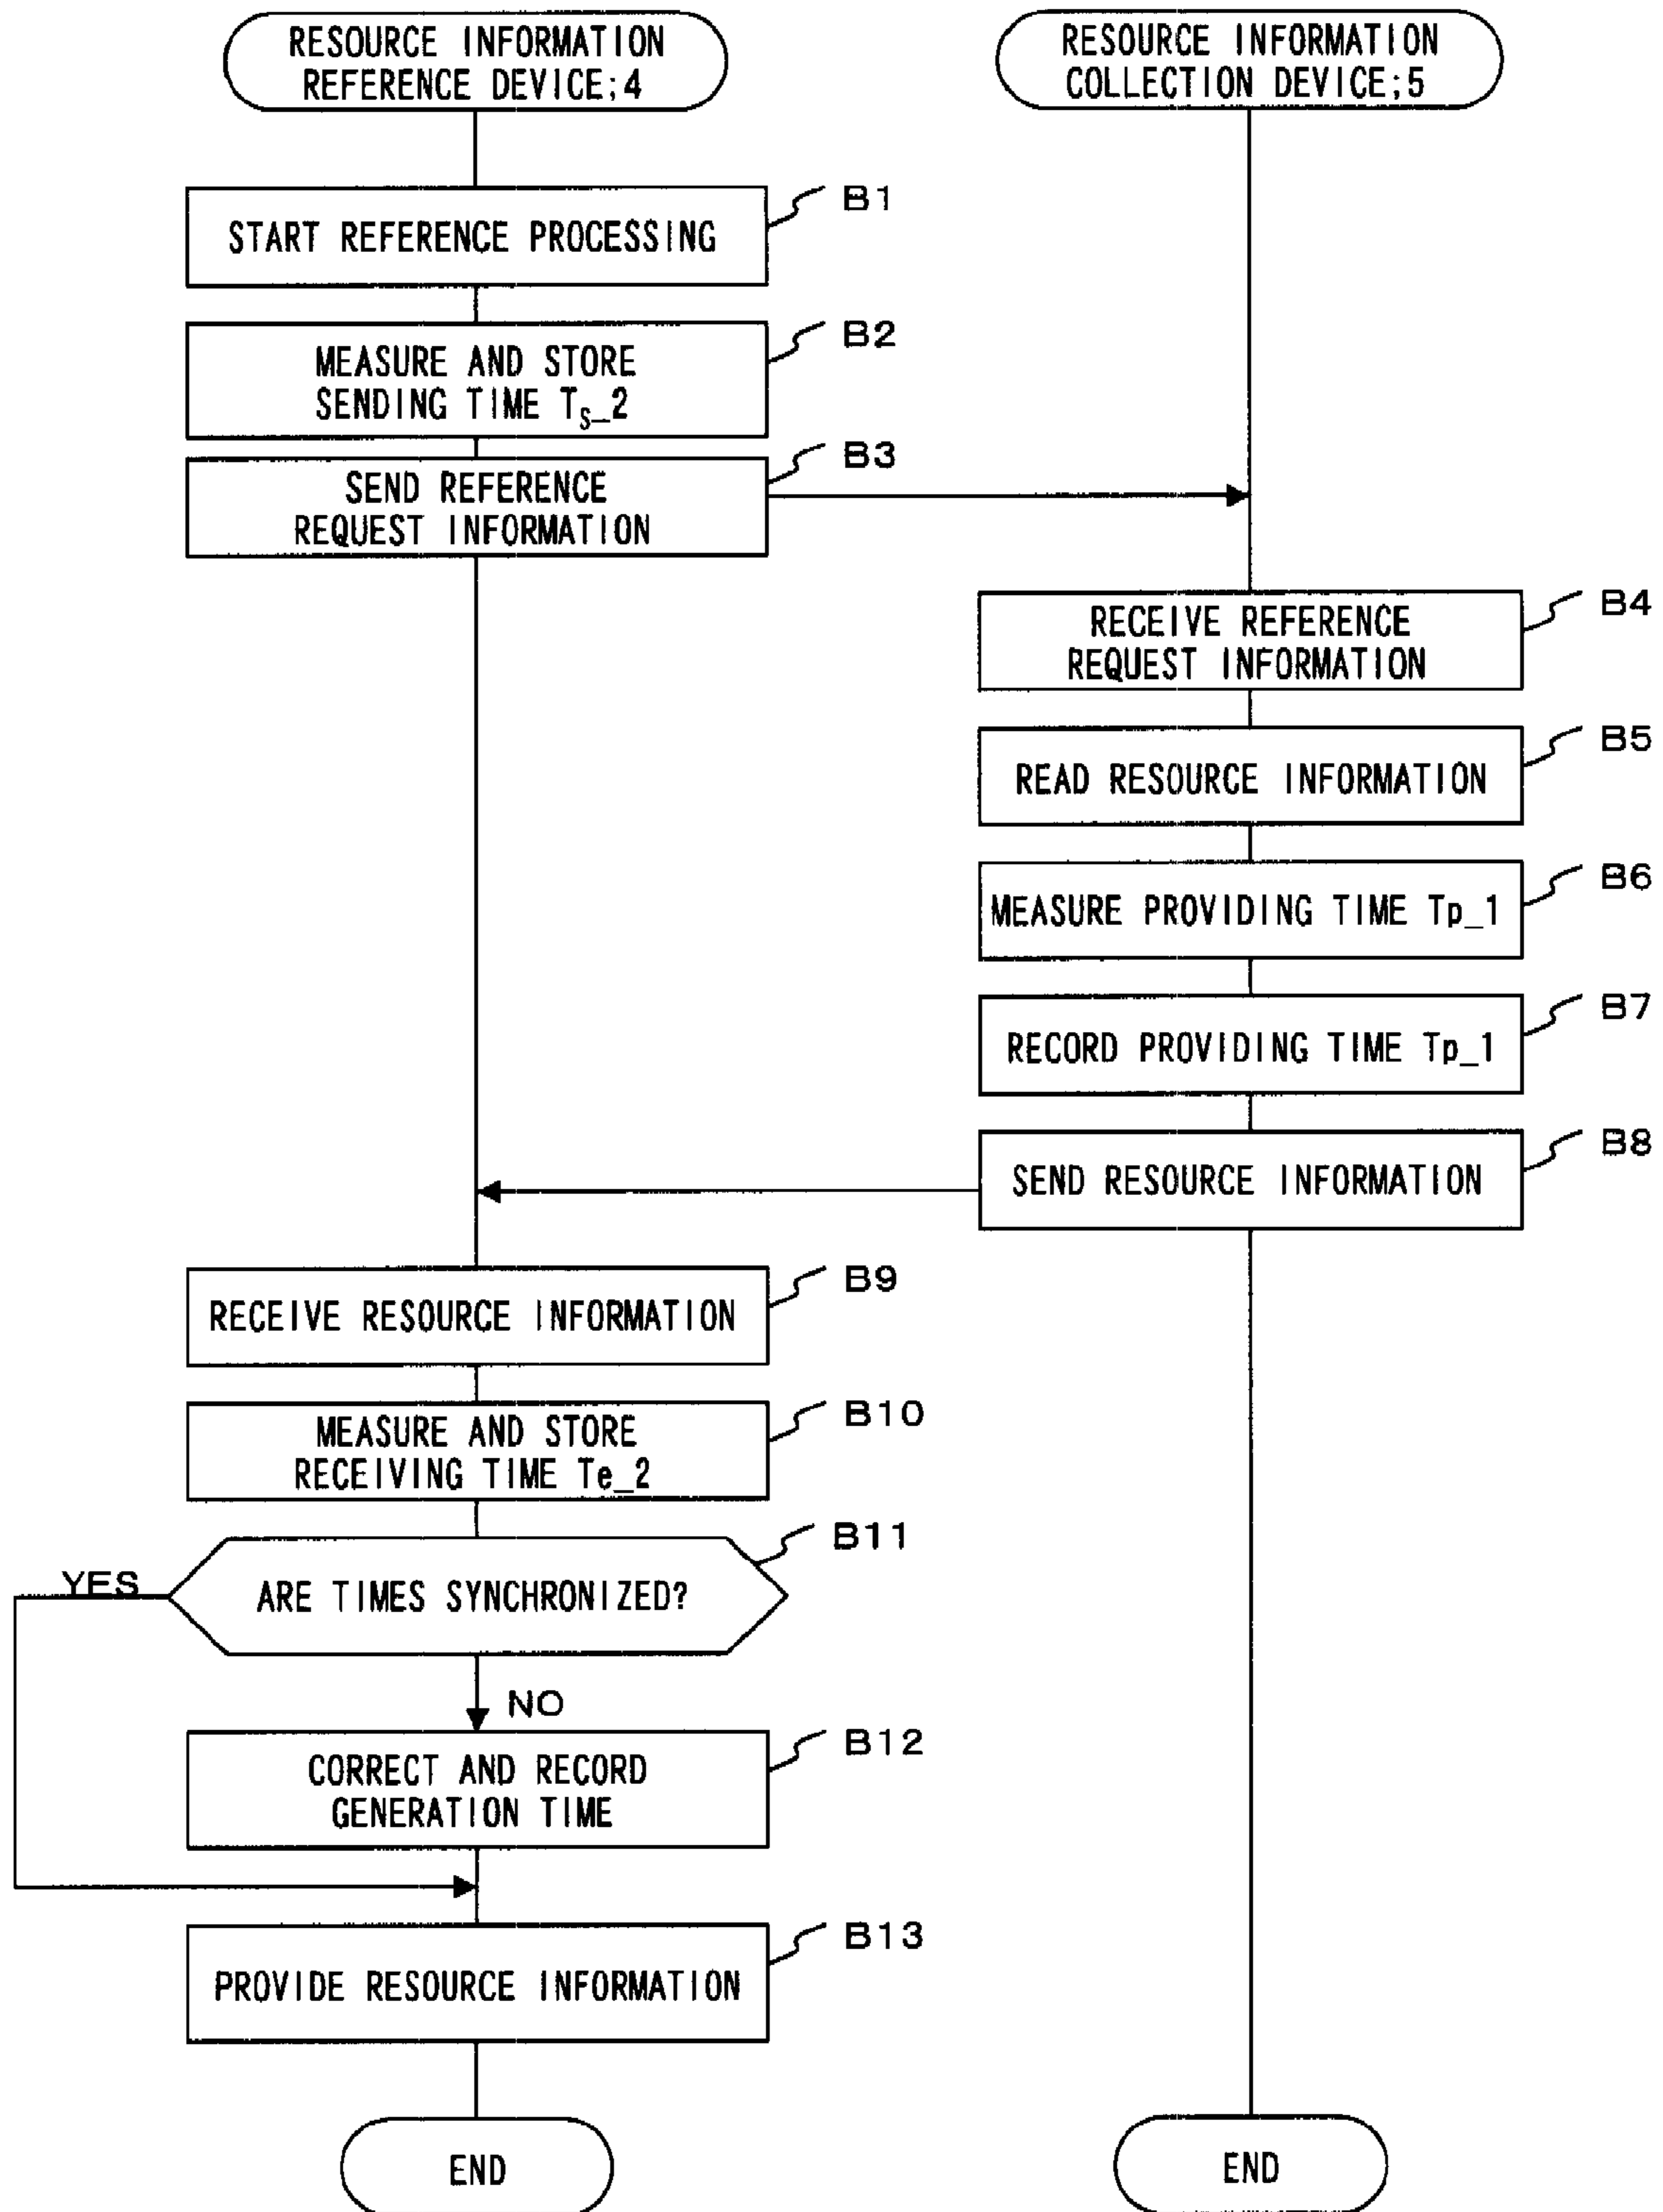 RESOURCE INFORMATION
REFERENCE DEVICE;4
RESOURCE INFORMATION
COLLECTION DEVICE;5
START REFERENCE PROCESSING
B1
MEASURE AND STORE
SENDING TIME Ts_2
B2
SEND REFERENCE
REQUEST INFORMATION
B3
RECEIVE REFERENCE
REQUEST INFORMATION
B4
READ RESOURCE INFORMATION
B5
MEASURE PROVIDING TIME Tp_1
B6
RECORD PROVIDING TIME Tp_1
B7
SEND RESOURCE INFORMATION
B8
RECEIVE RESOURCE INFORMATION
B9
MEASURE AND STORE
RECEIVING TIME Te_2
B10
ARE TIMES SYNCHRONIZED?
B11
YES
NO
CORRECT AND RECORD
GENERATION TIME
B12
PROVIDE RESOURCE INFORMATION
B13
END
END